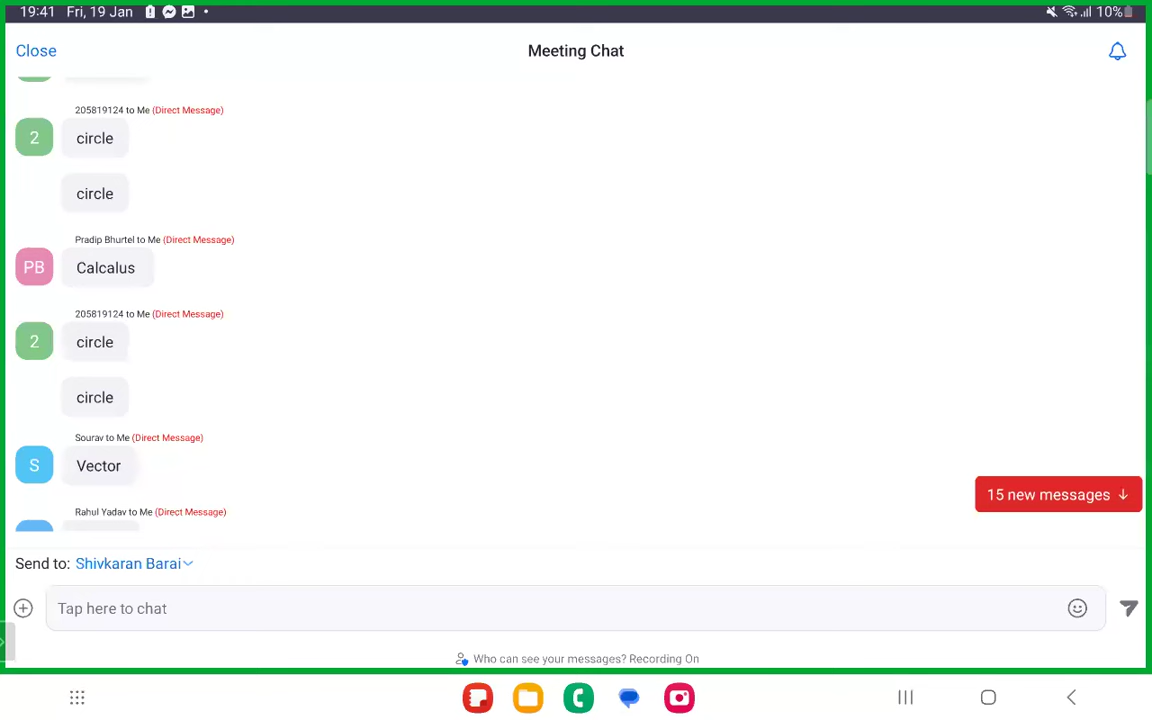 19:41 Fri, 19 Jan
10%
Close
Meeting Chat
205819124 to Me (Direct Message)
2
circle
circle
Pradip Bhurtel to Me (Direct Message)
PB
Calcalus
205819124 to Me (Direct Message)
2
circle
circle
Sourav to Me (Direct Message)
S
Vector
15 new messages ↓
Rahul Yadav to Me (Direct Message)
Send to: Shivkaran Barai
Tap here to chat
Who can see your messages? Recording On